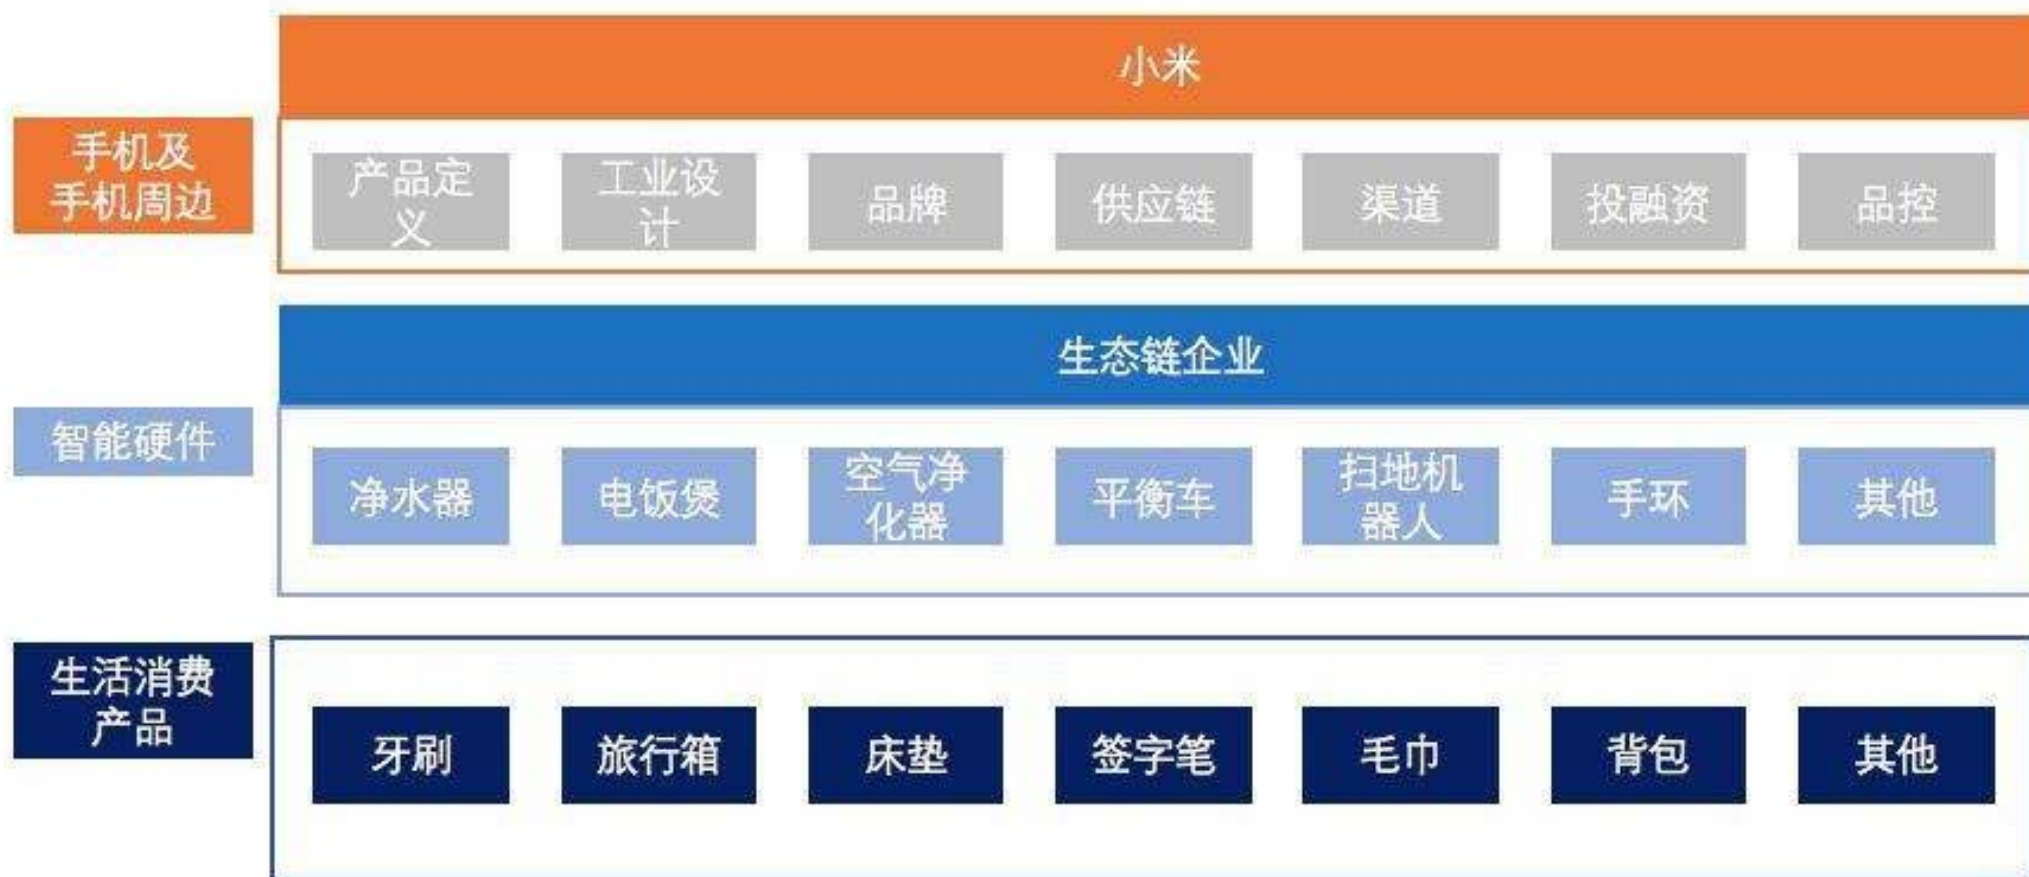 小米
手机及
手机周边
产品定
义
工业设
计
品牌
供应链
渠道
投融资
品控
生态链企业
智能硬件
净水器
电饭煲
空气净
化器
平衡车
扫地机
器人
手环
其他
生活消费
产品
牙刷
旅行箱
床垫
签字笔
毛巾
背包
其他